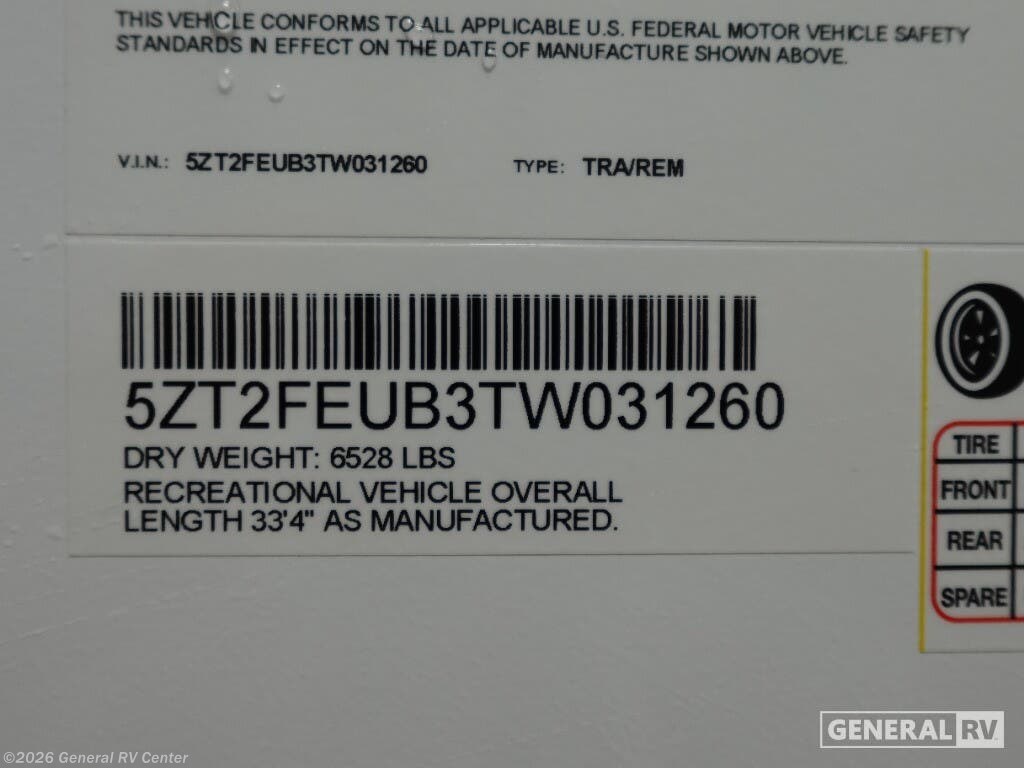 THIS VEHICLE CONFORMS TO ALL APPLICABLE U.S. FEDERAL MOTOR VEHICLE SAFETY
STANDARDS IN EFFECT ON THE DATE OF MANUFACTURE SHOWN ABOVE.
V.I.N.: 5ZT2FEUB3TW031260 TYPE: TRA/REM
5ZT2FEUB3TW031260
DRY WEIGHT: 6528 LBS
RECREATIONAL VEHICLE OVERALL
LENGTH 33'4" AS MANUFACTURED.
TIRE
FRONT
REAR
SPARE
GENERAL RV
©2026 General RV Center